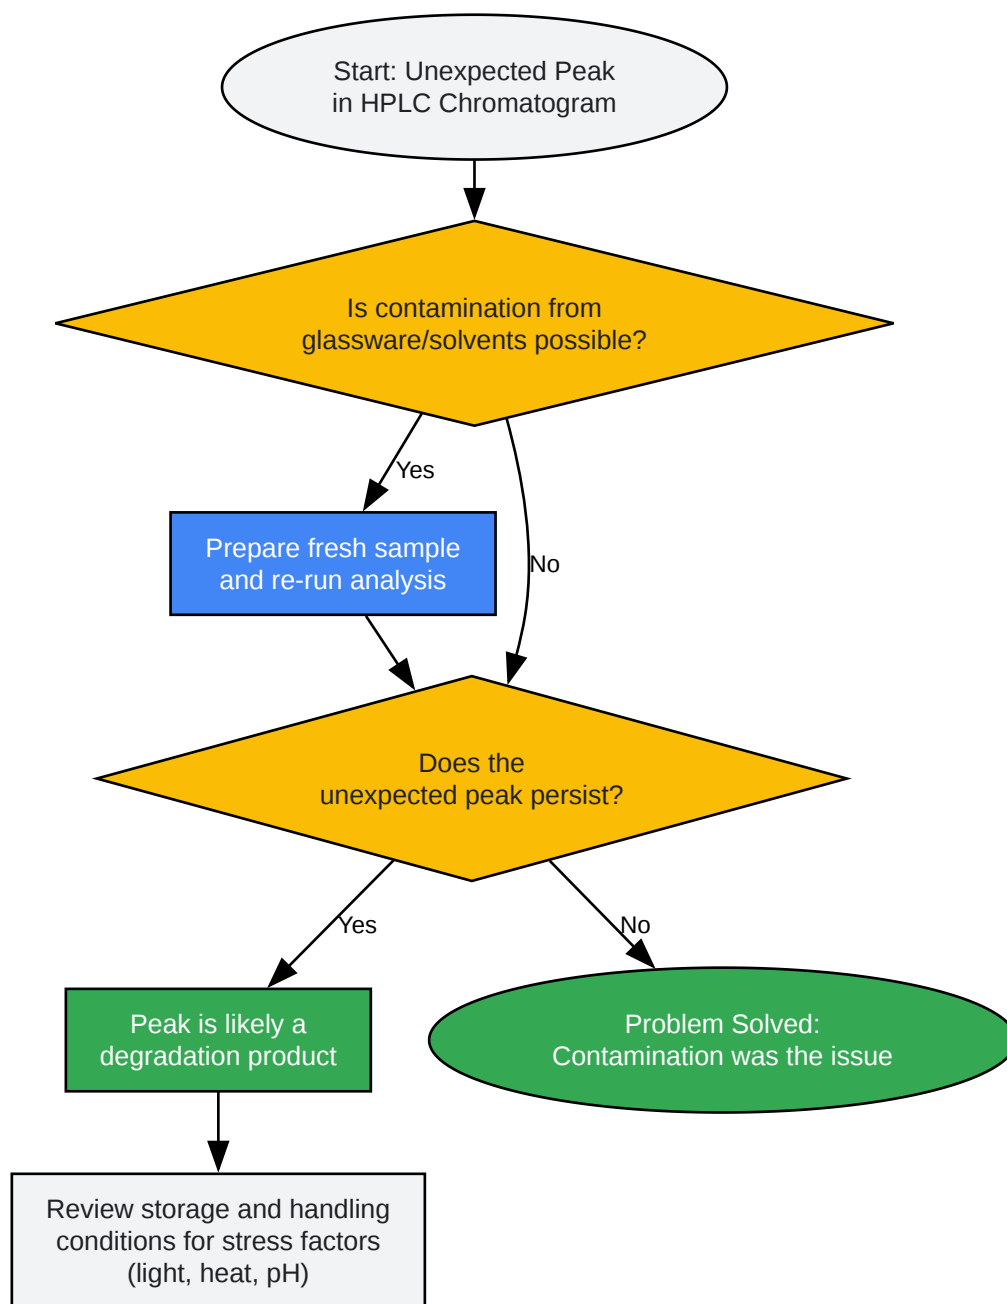 Start: Unexpected Peak
in HPLC Chromatogram
Is contamination from
glassware/solvents possible?
Yes
Prepare fresh sample
and re-run analysis
No
Does the
unexpected peak persist?
Yes
No
Peak is likely a
degradation product
Problem Solved:
Contamination was the issue
Review storage and handling
conditions for stress factors
(light, heat, pH)